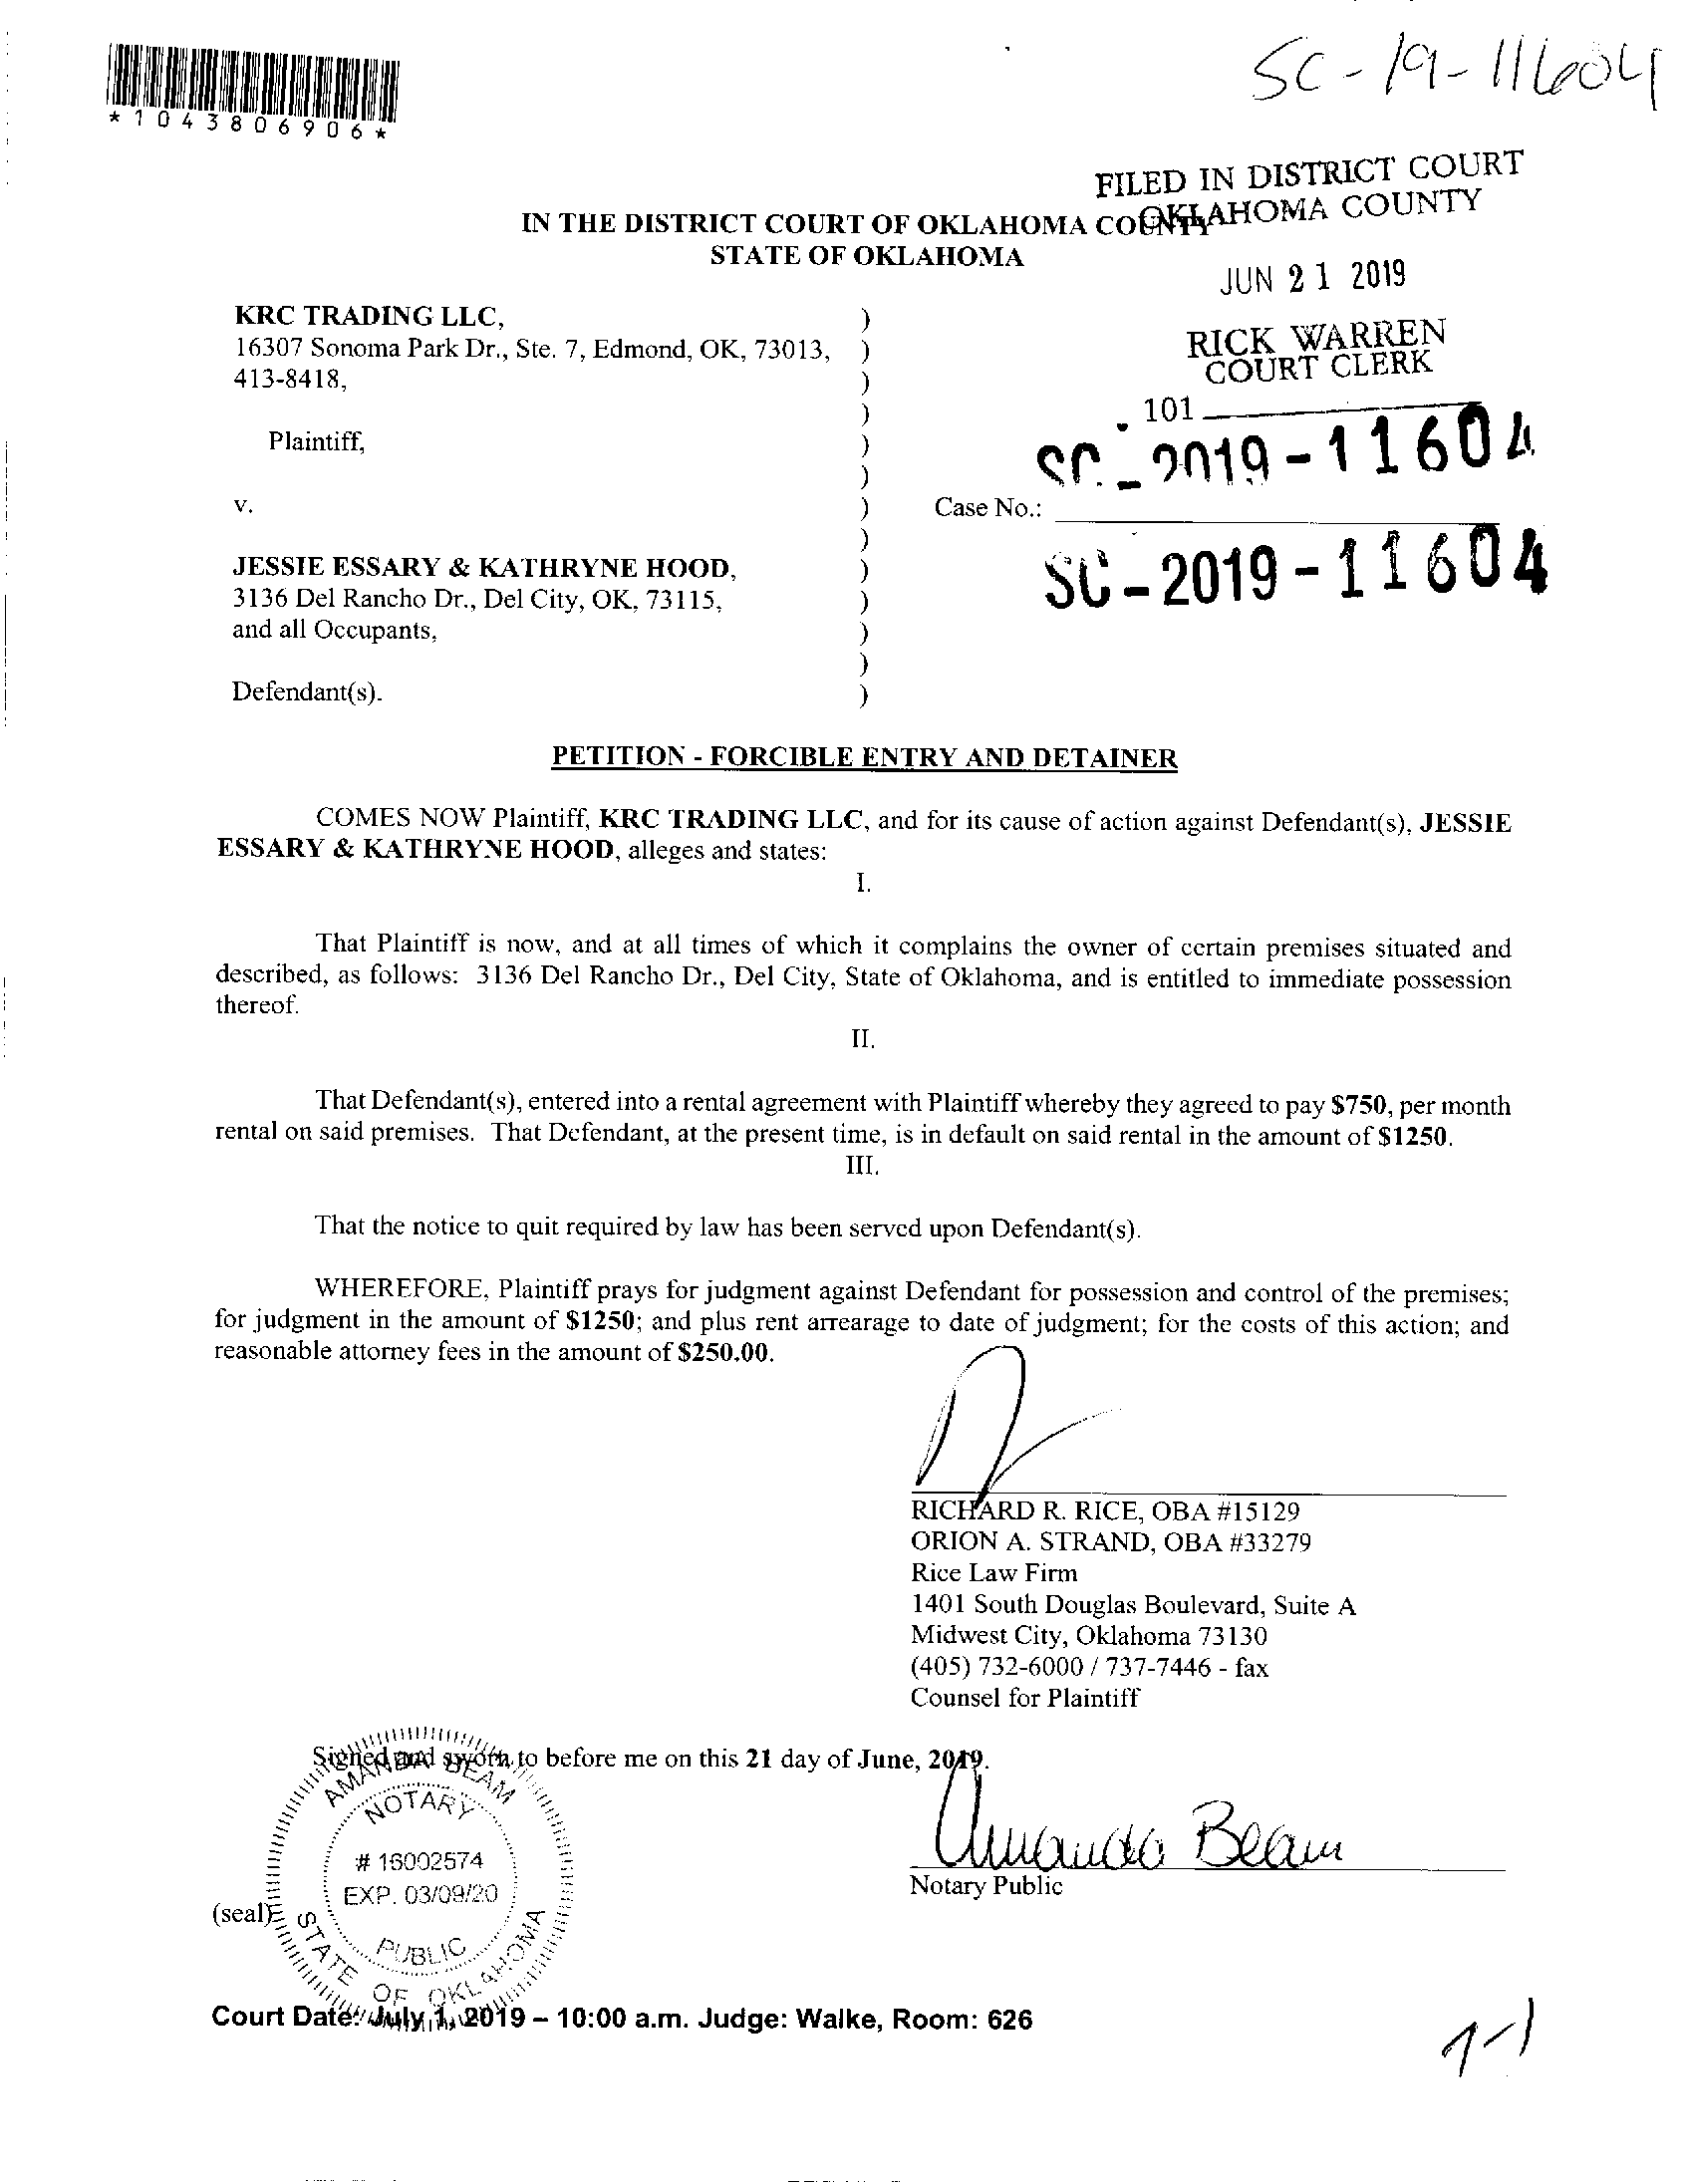 SC-19-11604
*1043806906*
FILED IN DISTRICT COURT
OKLAHOMA COUNTY
IN THE DISTRICT COURT OF OKLAHOMA COUNTY
STATE OF OKLAHOMA
JUN 21 2019
KRC TRADING LLC, )
16307 Sonoma Park Dr., Ste. 7, Edmond, OK, 73013, )
413-8418, )
RICK WARREN
COURT CLERK
)
101
Plaintiff, )
SC-2019-11604
)
v. ) Case No.:
)
JESSIE ESSARY & KATHRYNE HOOD, )
SC-2019-11604
3136 Del Rancho Dr., Del City, OK, 73115, )
and all Occupants, )
)
Defendant(s). )
PETITION - FORCIBLE ENTRY AND DETAINER
COMES NOW Plaintiff, KRC TRADING LLC, and for its cause of action against Defendant(s), JESSIE
ESSARY & KATHRYNE HOOD, alleges and states:
I.
That Plaintiff is now, and at all times of which it complains the owner of certain premises situated and
described, as follows: 3136 Del Rancho Dr., Del City, State of Oklahoma, and is entitled to immediate possession
thereof.
II.
That Defendant(s), entered into a rental agreement with Plaintiff whereby they agreed to pay $750, per month
rental on said premises. That Defendant, at the present time, is in default on said rental in the amount of $1250.
III.
That the notice to quit required by law has been served upon Defendant(s).
WHEREFORE, Plaintiff prays for judgment against Defendant for possession and control of the premises;
for judgment in the amount of $1250; and plus rent arrearage to date of judgment; for the costs of this action; and
reasonable attorney fees in the amount of $250.00.
RICHARD R. RICE, OBA #15129
ORION A. STRAND, OBA #33279
Rice Law Firm
1401 South Douglas Boulevard, Suite A
Midwest City, Oklahoma 73130
(405) 732-6000 / 737-7446 - fax
Counsel for Plaintiff
Signed and sworn to before me on this 21 day of June, 2019.
AMANDA BEAM
NOTARY
# 16002574
EXP. 03/09/20
PUBLIC
STATE OF OKLAHOMA
Amanda Beam
Notary Public
(seal)
Court Date: July 1, 2019 – 10:00 a.m. Judge: Walke, Room: 626
7-1